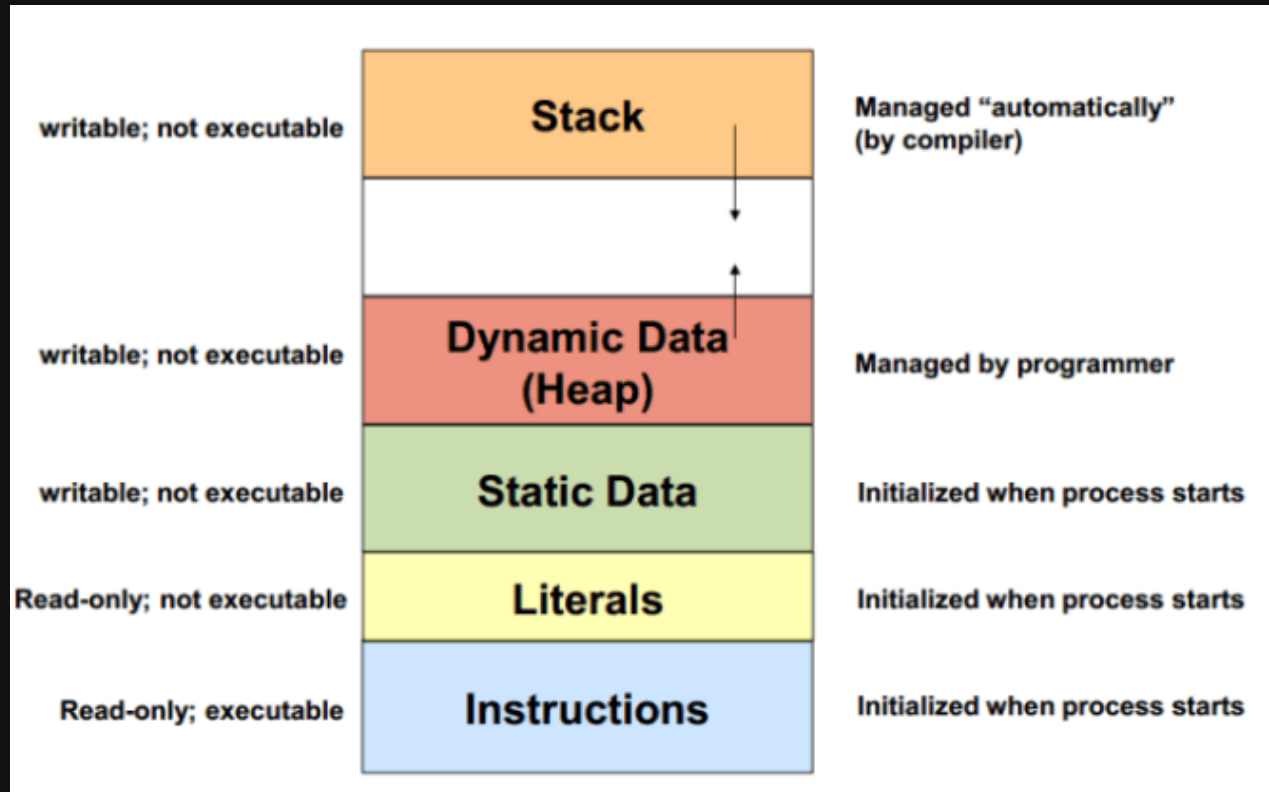 writable; not executable
Stack
Managed “automatically”
(by compiler)
writable; not executable
Dynamic Data
(Heap)
Managed by programmer
writable; not executable
Static Data
Initialized when process starts
Read-only; not executable
Literals
Initialized when process starts
Read-only; executable
Instructions
Initialized when process starts